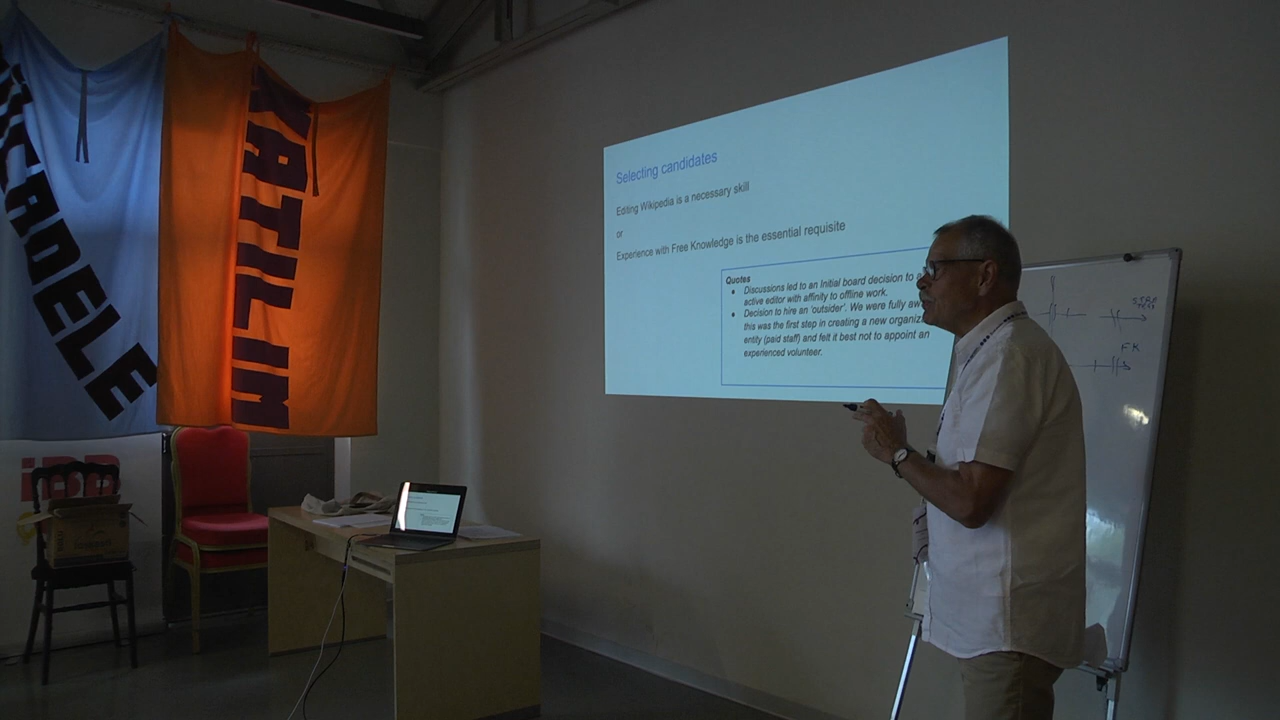 ÜCADELE
KATILIM
Selecting candidates
Editing Wikipedia is a necessary skill
or
Experience with Free Knowledge is the essential requisite
Quotes
Discussions led to an Initial board decision to
active editor with affinity to offline work.
Decision to hire an 'outsider'. We were fully
this was the first step in creating a new
entity (paid staff) and felt it best not to appoint an
experienced volunteer.
FK